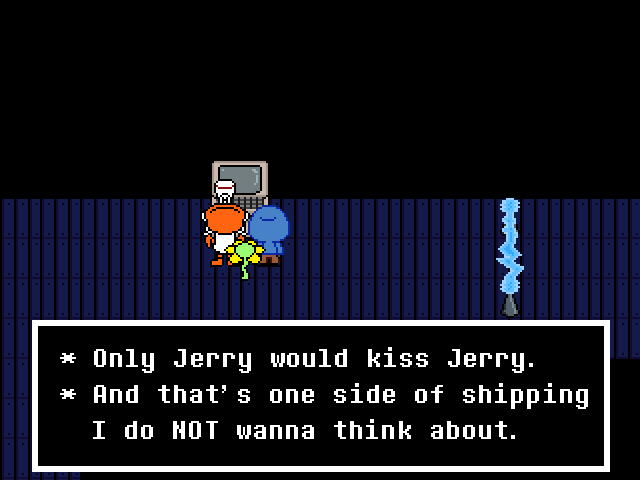 * Only Jerry would kiss Jerry.
* And that's one side of shipping
I do NOT wanna think about.